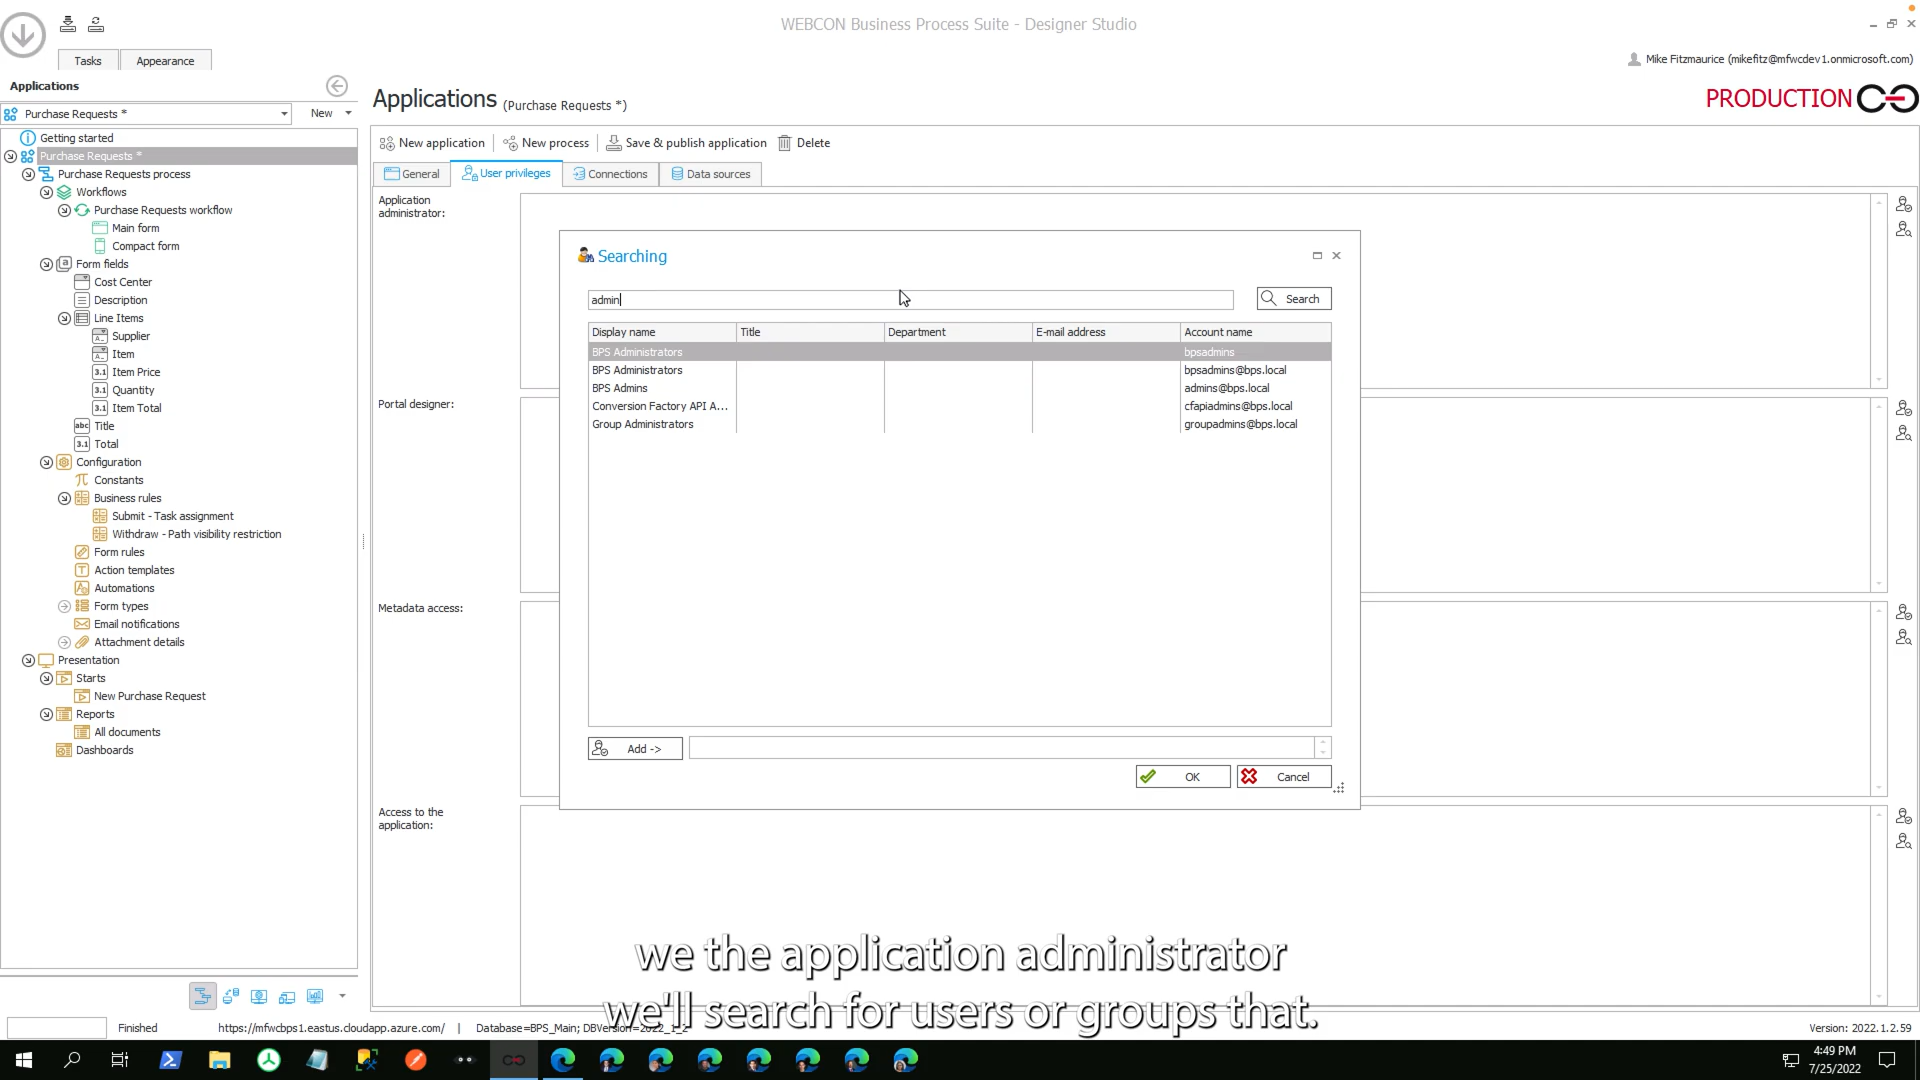 WEBCON Business Process Suite - Designer Studio
Tasks
Appearance
Mike Fitzmaurice (mikefitz@mfwcdev1.onmicrosoft.com)
Applications
Purchase Requests *
New
Applications (Purchase Requests *)
PRODUCTION
Getting started
Purchase Requests *
Purchase Requests process
Workflows
Purchase Requests workflow
Main form
Compact form
Form fields
Cost Center
Description
Line Items
Supplier
Item
Item Price
Quantity
Item Total
Title
Total
Configuration
Constants
Business rules
Submit - Task assignment
Withdraw - Path visibility restriction
Form rules
Action templates
Automations
Form types
Email notifications
Attachment details
Presentation
Starts
New Purchase Request
Reports
All documents
Dashboards
New application
New process
Save & publish application
Delete
General
User privileges
Connections
Data sources
Application
administrator:
Portal designer:
Metadata access:
Access to the
application:
Searching
admin
Search
Display name Title Department E-mail address Account name
BPS Administrators bpsadmins
BPS Administrators bpsadmins@bps.local
BPS Admins admins@bps.local
Conversion Factory API A... cfapiadmins@bps.local
Group Administrators groupadmins@bps.local
Add ->
OK
Cancel
we the application administrator
we'll search for users or groups that.
Finished
https://mfwcbps1.eastus.cloudapp.azure.com/ | Database=BPS_Main; DBVersion=2022_1_2
Version: 2022.1.2.59
4:49 PM
7/25/2022